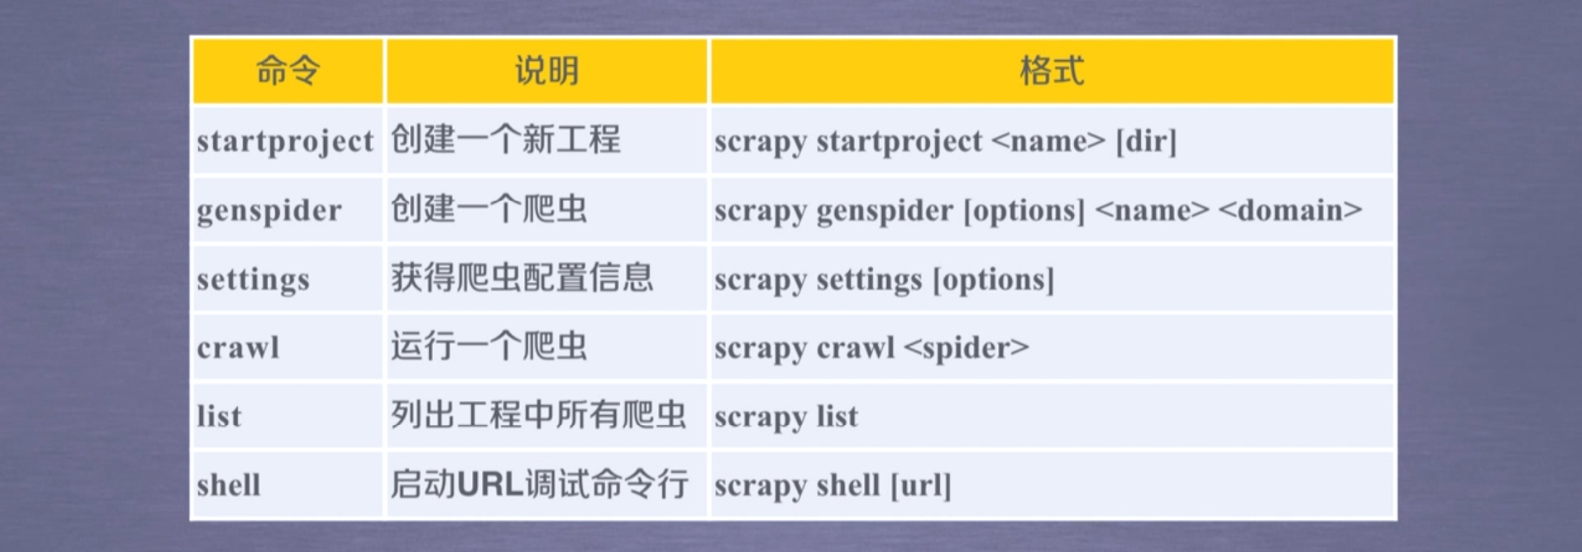 命令 说明 格式
startproject 创建一个新工程 scrapy startproject <name> [dir]
genspider 创建一个爬虫 scrapy genspider [options] <name> <domain>
settings 获得爬虫配置信息 scrapy settings [options]
crawl 运行一个爬虫 scrapy crawl <spider>
list 列出工程中所有爬虫 scrapy list
shell 启动URL调试命令行 scrapy shell [url]